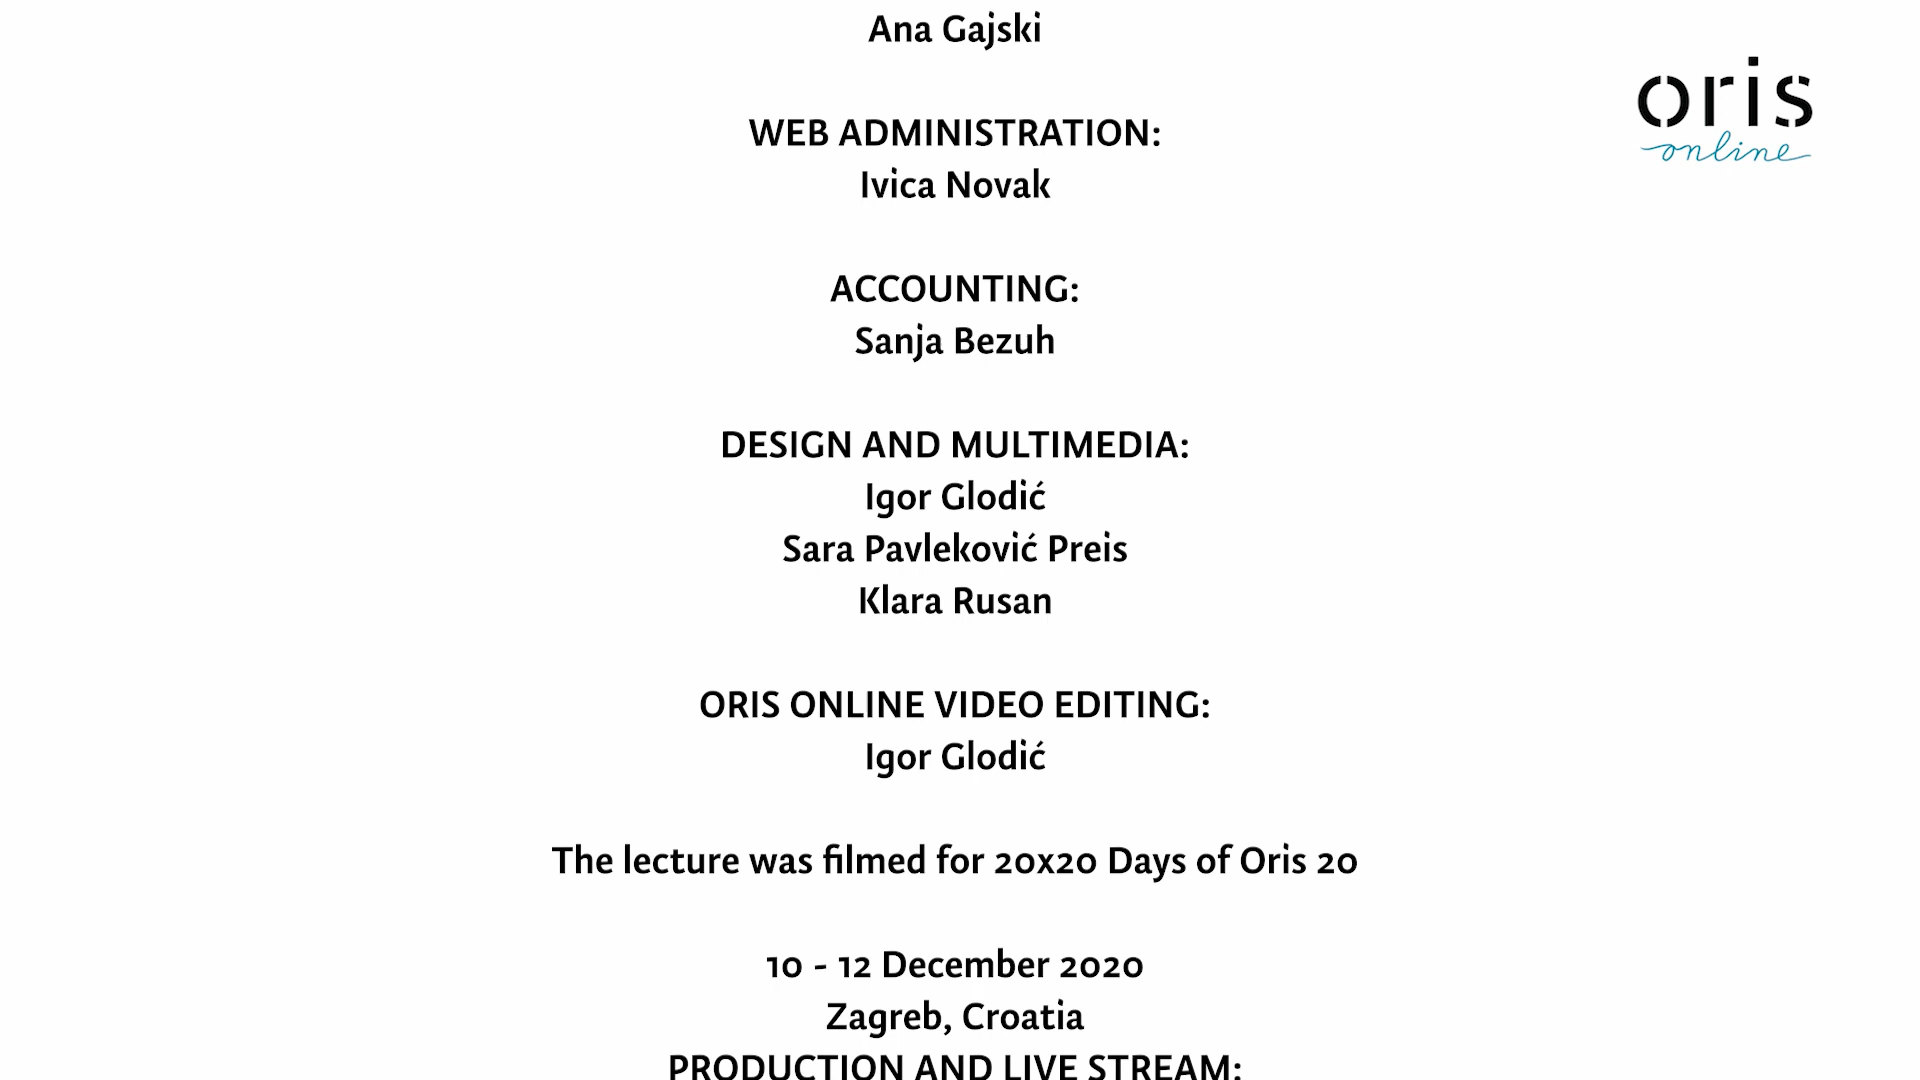 Ana Gajski
oris
online
WEB ADMINISTRATION:
Ivica Novak
ACCOUNTING:
Sanja Bezuh
DESIGN AND MULTIMEDIA:
Igor Glodić
Sara Pavleković Preis
Klara Rusan
ORIS ONLINE VIDEO EDITING:
Igor Glodić
The lecture was filmed for 20x20 Days of Oris 20
10 - 12 December 2020
Zagreb, Croatia
PRODUCTION AND LIVE STREAM: